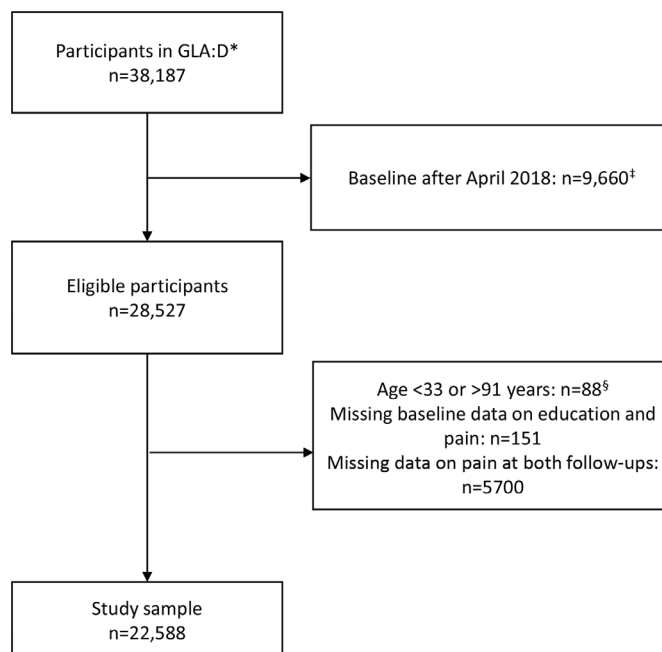 Participants in GLA:D*
n=38,187
Baseline after April 2018: n=9,660‡
Eligible participants
n=28,527
Age <33 or >91 years: n=88§
Missing baseline data on education and
pain: n=151
Missing data on pain at both follow-ups:
n=5700
Study sample
n=22,588